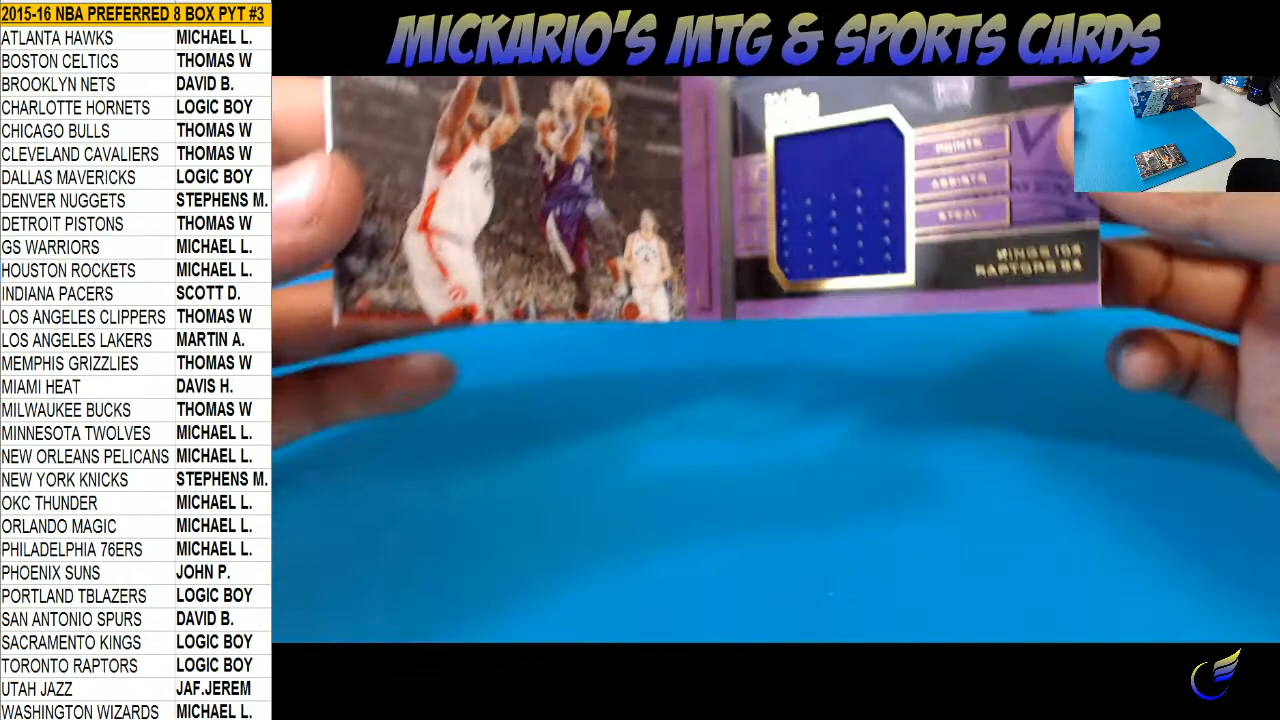 2015-16 NBA PREFERRED 8 BOX PYT #3
ATLANTA HAWKS MICHAEL L.
BOSTON CELTICS THOMAS W
BROOKLYN NETS DAVID B.
CHARLOTTE HORNETS LOGIC BOY
CHICAGO BULLS THOMAS W
CLEVELAND CAVALIERS THOMAS W
DALLAS MAVERICKS LOGIC BOY
DENVER NUGGETS STEPHENS M.
DETROIT PISTONS THOMAS W
GS WARRIORS MICHAEL L.
HOUSTON ROCKETS MICHAEL L.
INDIANA PACERS SCOTT D.
LOS ANGELES CLIPPERS THOMAS W
LOS ANGELES LAKERS MARTIN A.
MEMPHIS GRIZZLIES THOMAS W
MIAMI HEAT DAVIS H.
MILWAUKEE BUCKS THOMAS W
MINNESOTA TWOLVES MICHAEL L.
NEW ORLEANS PELICANS MICHAEL L.
NEW YORK KNICKS STEPHENS M.
OKC THUNDER MICHAEL L.
ORLANDO MAGIC MICHAEL L.
PHILADELPHIA 76ERS MICHAEL L.
PHOENIX SUNS JOHN P.
PORTLAND TBLAZERS LOGIC BOY
SAN ANTONIO SPURS DAVID B.
SACRAMENTO KINGS LOGIC BOY
TORONTO RAPTORS LOGIC BOY
UTAH JAZZ JAF.JEREM
WASHINGTON WIZARDS MICHAEL L.
MICKARIO'S MTG & SPORTS CARDS
POINTS
ASSISTS
STEAL
KINGS
RAPTORS